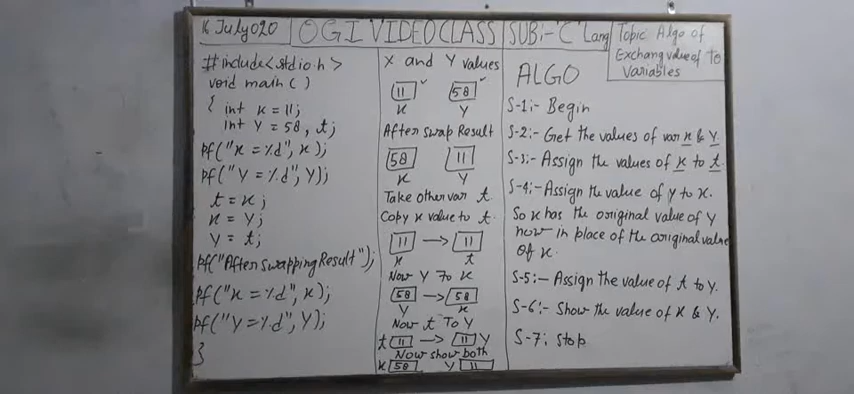 16 July 020
OGI VIDEO CLASS
SUB:- "C" Lang
Topic Algo of
Exchang value of To
Variables
#include<stdio.h>
void main()
{ int x = 11;
int Y = 58, t;
pf("x = %d", x);
pf("Y = %d", Y);
t = x;
x = Y;
Y = t;
pf("After swapping Result");
pf("x = %d", x);
pf("Y = %d", Y);
}
X and Y values
11 58
x Y
After swap Result
58 11
x Y
Take other var t.
Copy x value to t.
11 → 11
x t
Now Y To x
58 → 58
Y x
Now t To Y
t 11 → 11 Y
Now show both
x 58 Y 11
ALGO
S-1:- Begin
S-2:- Get the values of var x & Y
S-3:- Assign the values of x to t.
S-4:- Assign the value of y to x.
So x has the original value of Y
now in place of the original value
of x.
S-5:- Assign the value of t to Y.
S-6:- Show the value of x & Y.
S-7: Stop